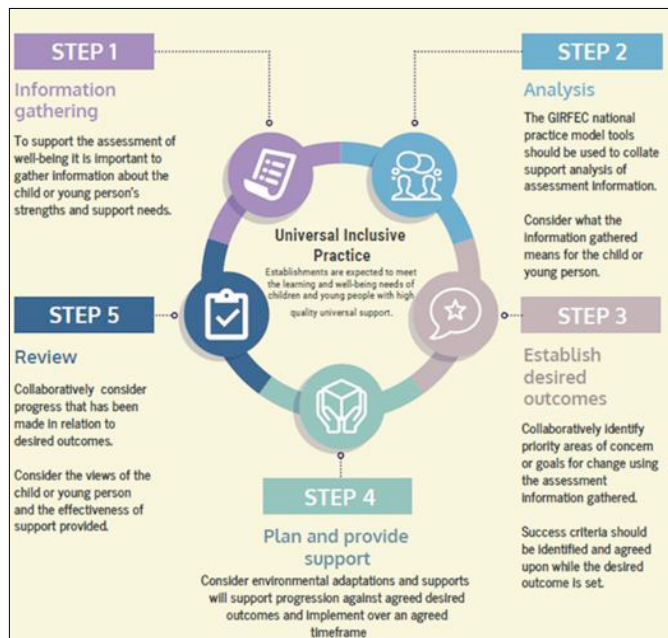 STEP 1
Information
gathering
To support the assessment of
well-being it is important to
gather information about the
child or young person's
strengths and support needs.
STEP 2
Analysis
The GIRFEC national
practice model tools
should be used to collate
support analysis of
assessment information.
Consider what the
information gathered
means for the child or
young person.
Universal Inclusive
Practice
Establishments are expected to meet
the learning and well-being needs of
children and young people with high
quality universal support.
STEP 3
Establish
desired
outcomes
Collaboratively identify
priority areas of concern
or goals for change using
the assessment
information gathered.
Success criteria should
be identified and agreed
upon while the desired
outcome is set.
STEP 4
Plan and provide
support
Consider environmental adaptations and supports
will support progression against agreed desired
outcomes and implement over an agreed
timeframe
STEP 5
Review
Collaboratively consider
progress that has been
made in relation to
desired outcomes.
Consider the views of the
child or young person
and the effectiveness of
support provided.